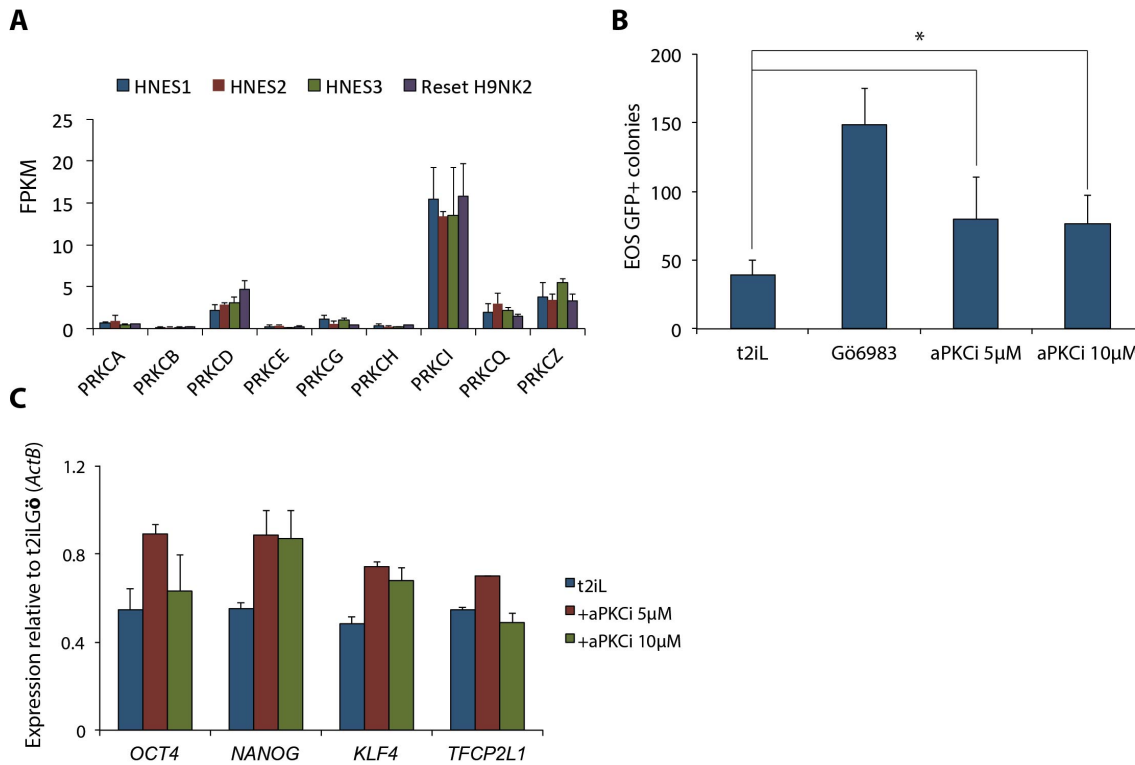 A
HNES1 HNES2 HNES3 Reset H9NK2
FPKM
25
20
15
10
5
0
PRKCA PRKCB PRKCD PRKCE PRKCG PRKCH PRKCI PRKCQ PRKCZ
B
*
EOS GFP+ colonies
200
150
100
50
0
t2iL Gö6983 aPKCi 5µM aPKCi 10µM
C
Expression relative to t2iLGö (ActB)
1.2
0.8
0.4
0
OCT4 NANOG KLF4 TFCP2L1
t2iL
+aPKCi 5µM
+aPKCi 10µM